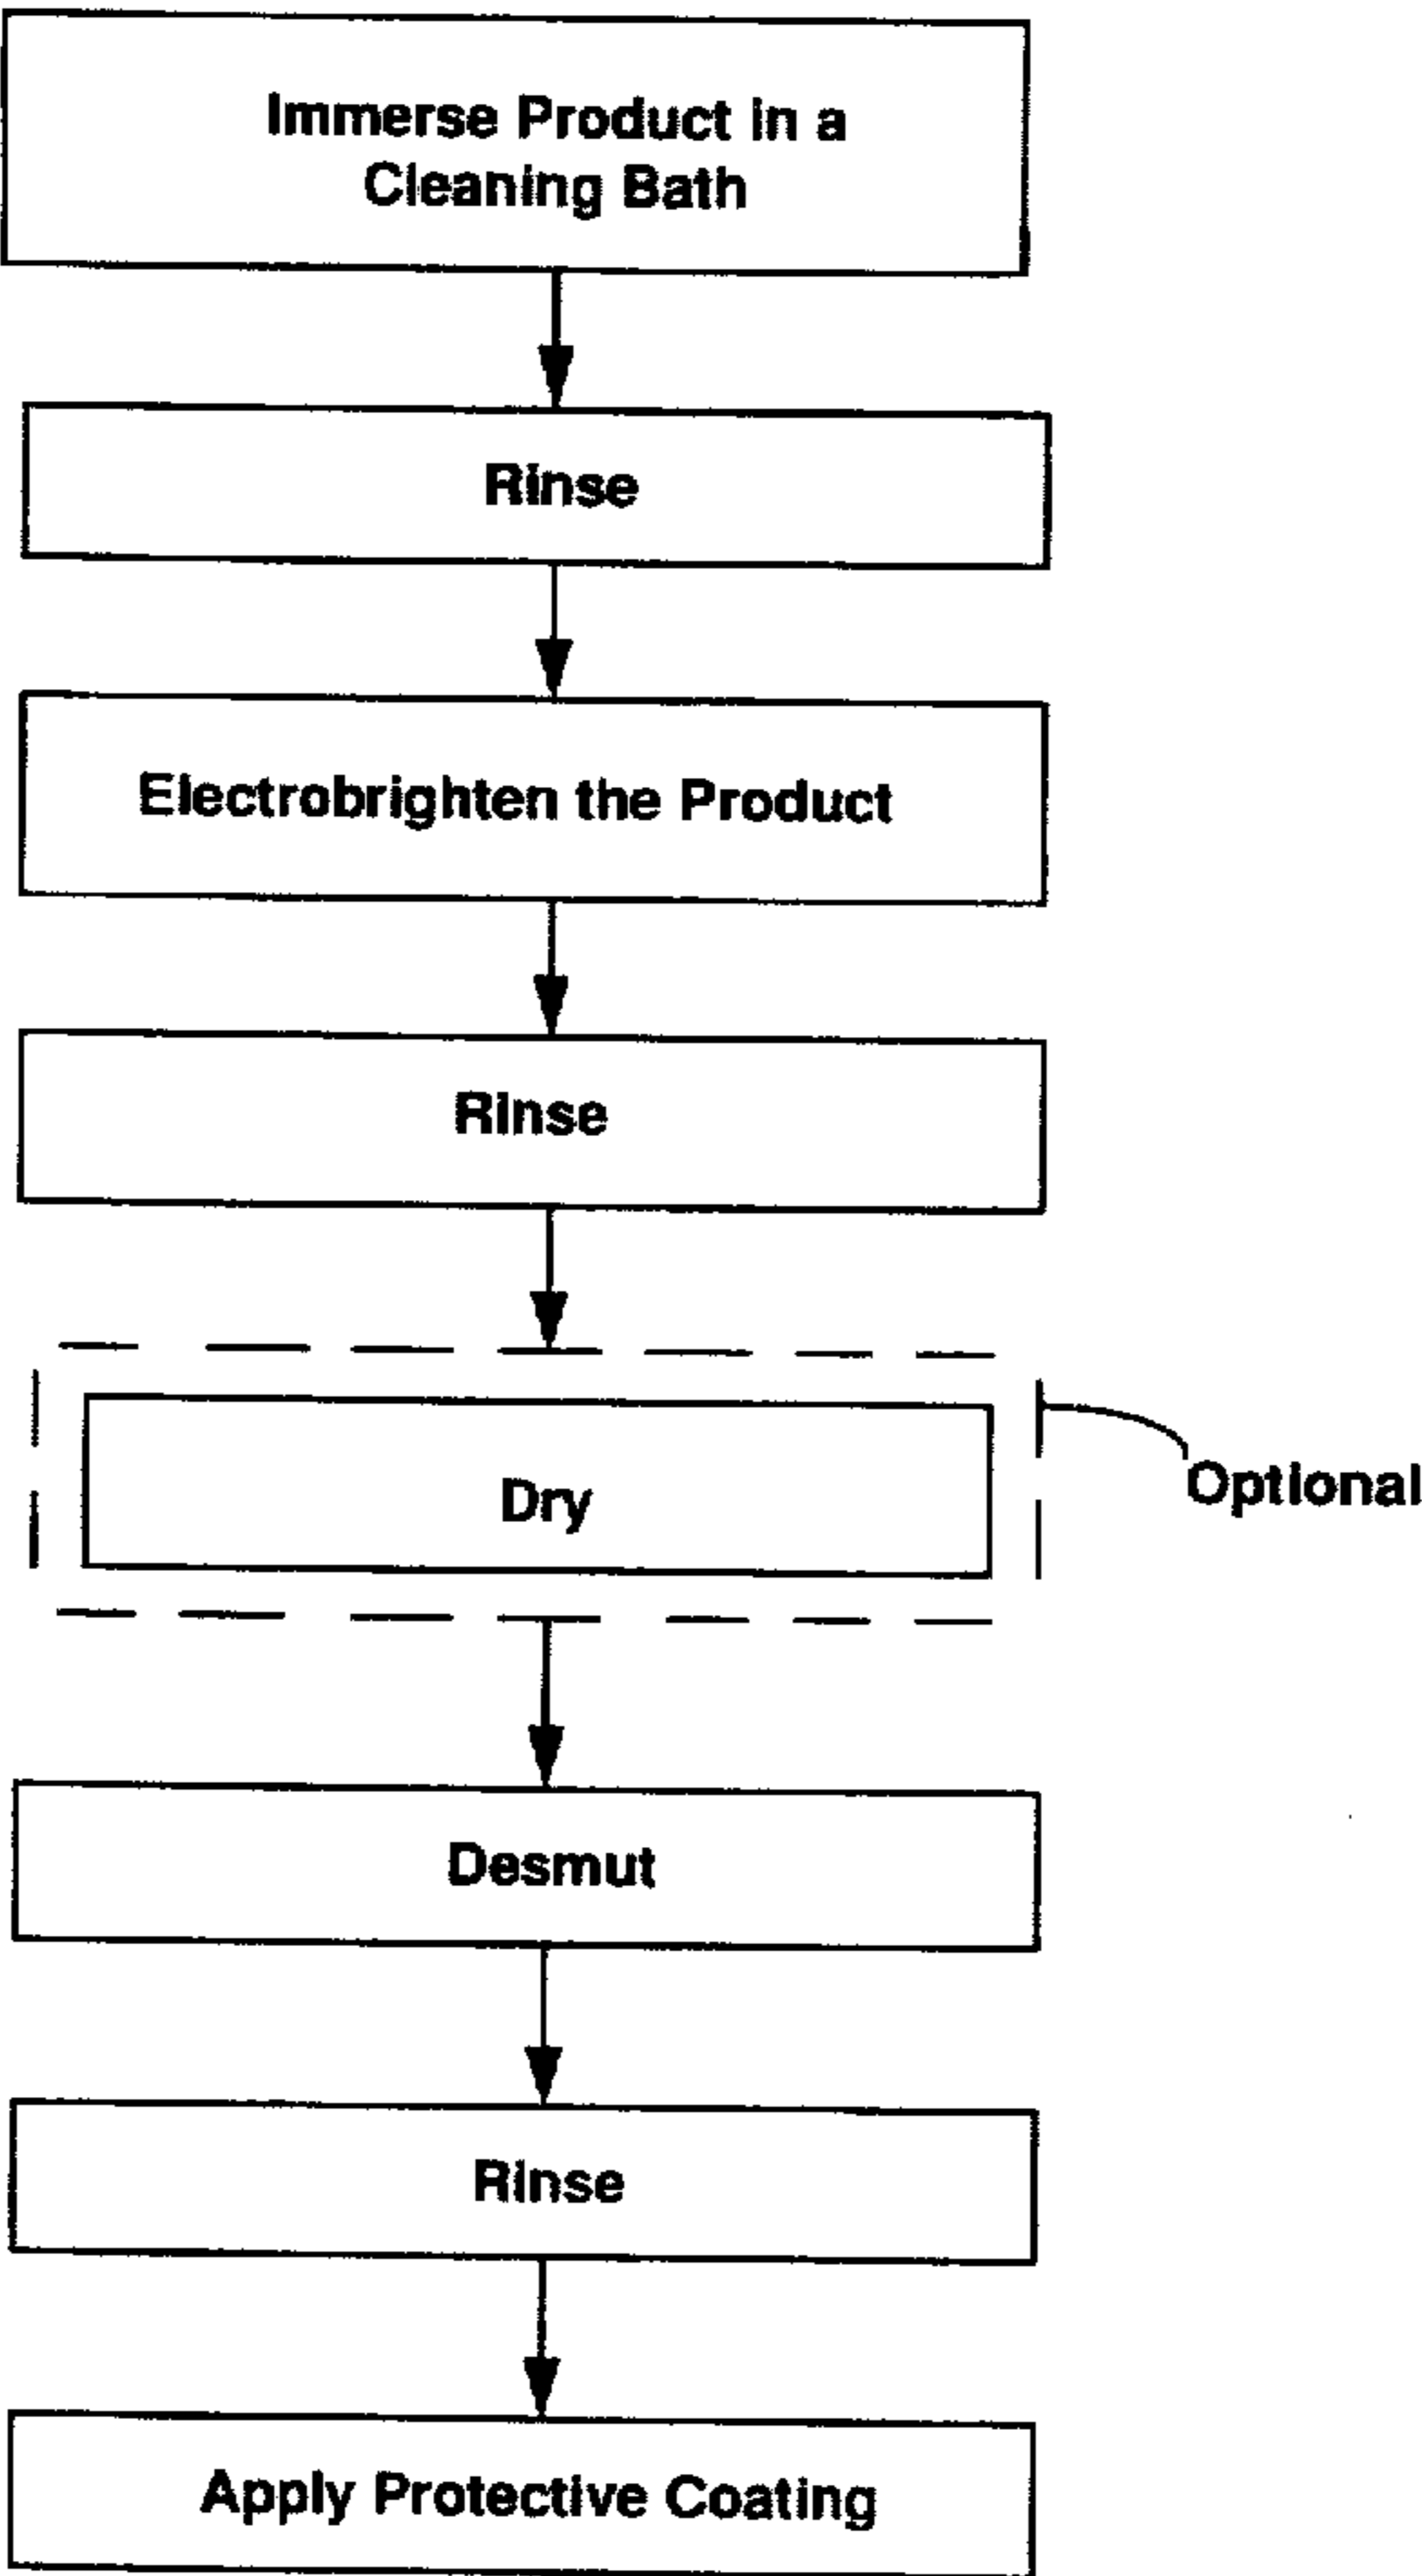 Immerse Product in a
Cleaning Bath
Rinse
Electrobrighten the Product
Rinse
Dry
Optional
Desmut
Rinse
Apply Protective Coating